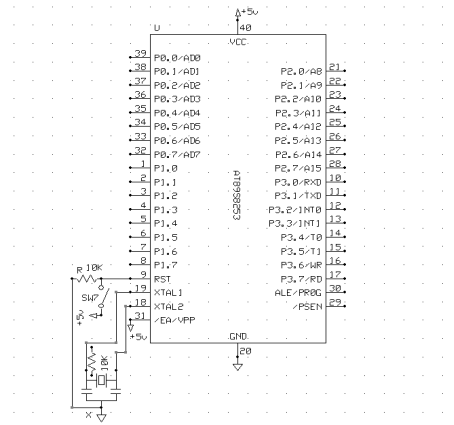 +5v
U
40
VCC
39 P0.0/AD0
38 P0.1/AD1 P2.0/A8 21
37 P0.2/AD2 P2.1/A9 22
36 P0.3/AD3 P2.2/A10 23
35 P0.4/AD4 P2.3/A11 24
34 P0.5/AD5 P2.4/A12 25
33 P0.6/AD6 P2.5/A13 26
32 P0.7/AD7 P2.6/A14 27
1 P1.0 P2.7/A15 28
2 P1.1 P3.0/RXD 10
3 P1.2 P3.1/TXD 11
4 P1.3 P3.2/INT0 12
5 P1.4 P3.3/INT1 13
6 P1.5 P3.4/T0 14
7 P1.6 P3.5/T1 15
8 P1.7 P3.6/WR 16
R 10K
9 RST P3.7/RD 17
19 XTAL1 ALE/PROG 30
18 XTAL2 /PSEN 29
31 /EA/VPP
AT89S8253
SW7
+5v
+5v
GND
20
10K
X